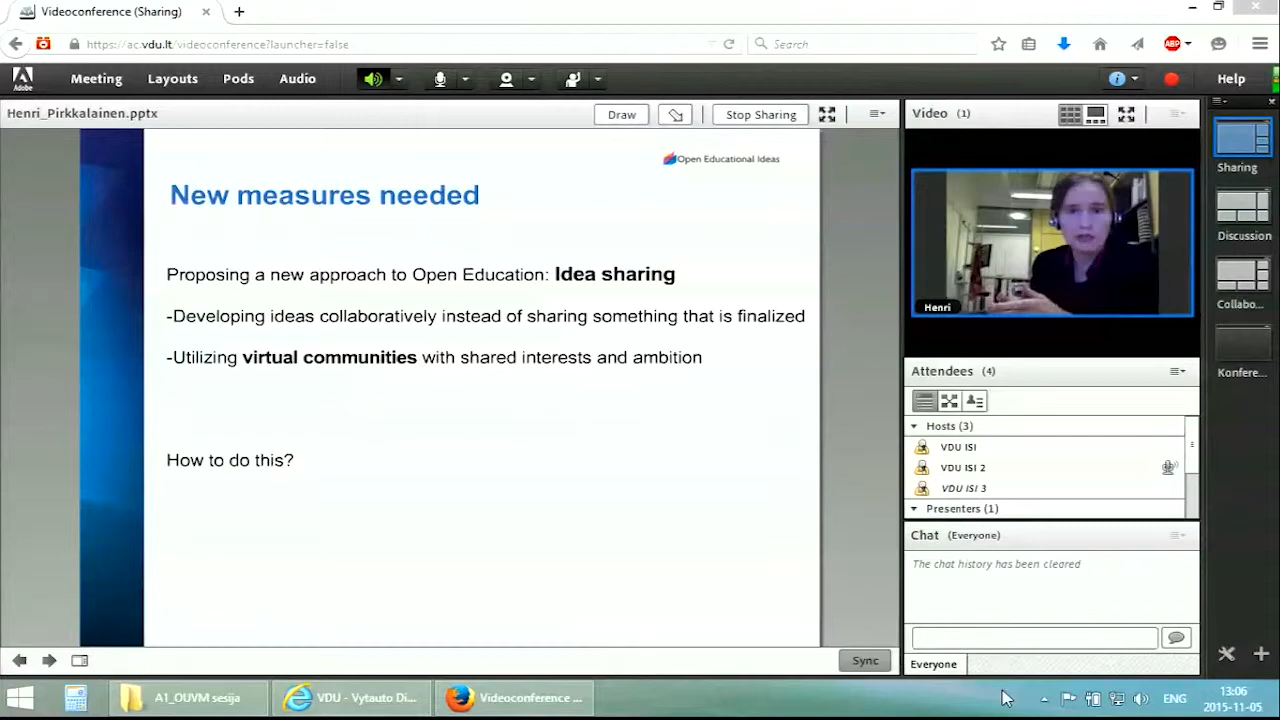 Videoconference (Sharing)
https://ac.vdu.lt/videoconference?launcher=false
Search
ABP
Adobe
Meeting
Layouts
Pods
Audio
Help
Henri_Pirkkalainen.pptx
Draw
Stop Sharing
Video (1)
Open Educational Ideas
New measures needed
Proposing a new approach to Open Education: Idea sharing
-Developing ideas collaboratively instead of sharing something that is finalized
-Utilizing virtual communities with shared interests and ambition
How to do this?
Henri
Attendees (4)
Hosts (3)
VDU ISI
VDU ISI 2
VDU ISI 3
Presenters (1)
Chat (Everyone)
The chat history has been cleared
Everyone
Sharing
Discussion
Collabo...
Konfere...
Sync
A1_OUVM sesija
VDU - Vytauto Di...
Videoconference ...
ENG
13:06
2015-11-05